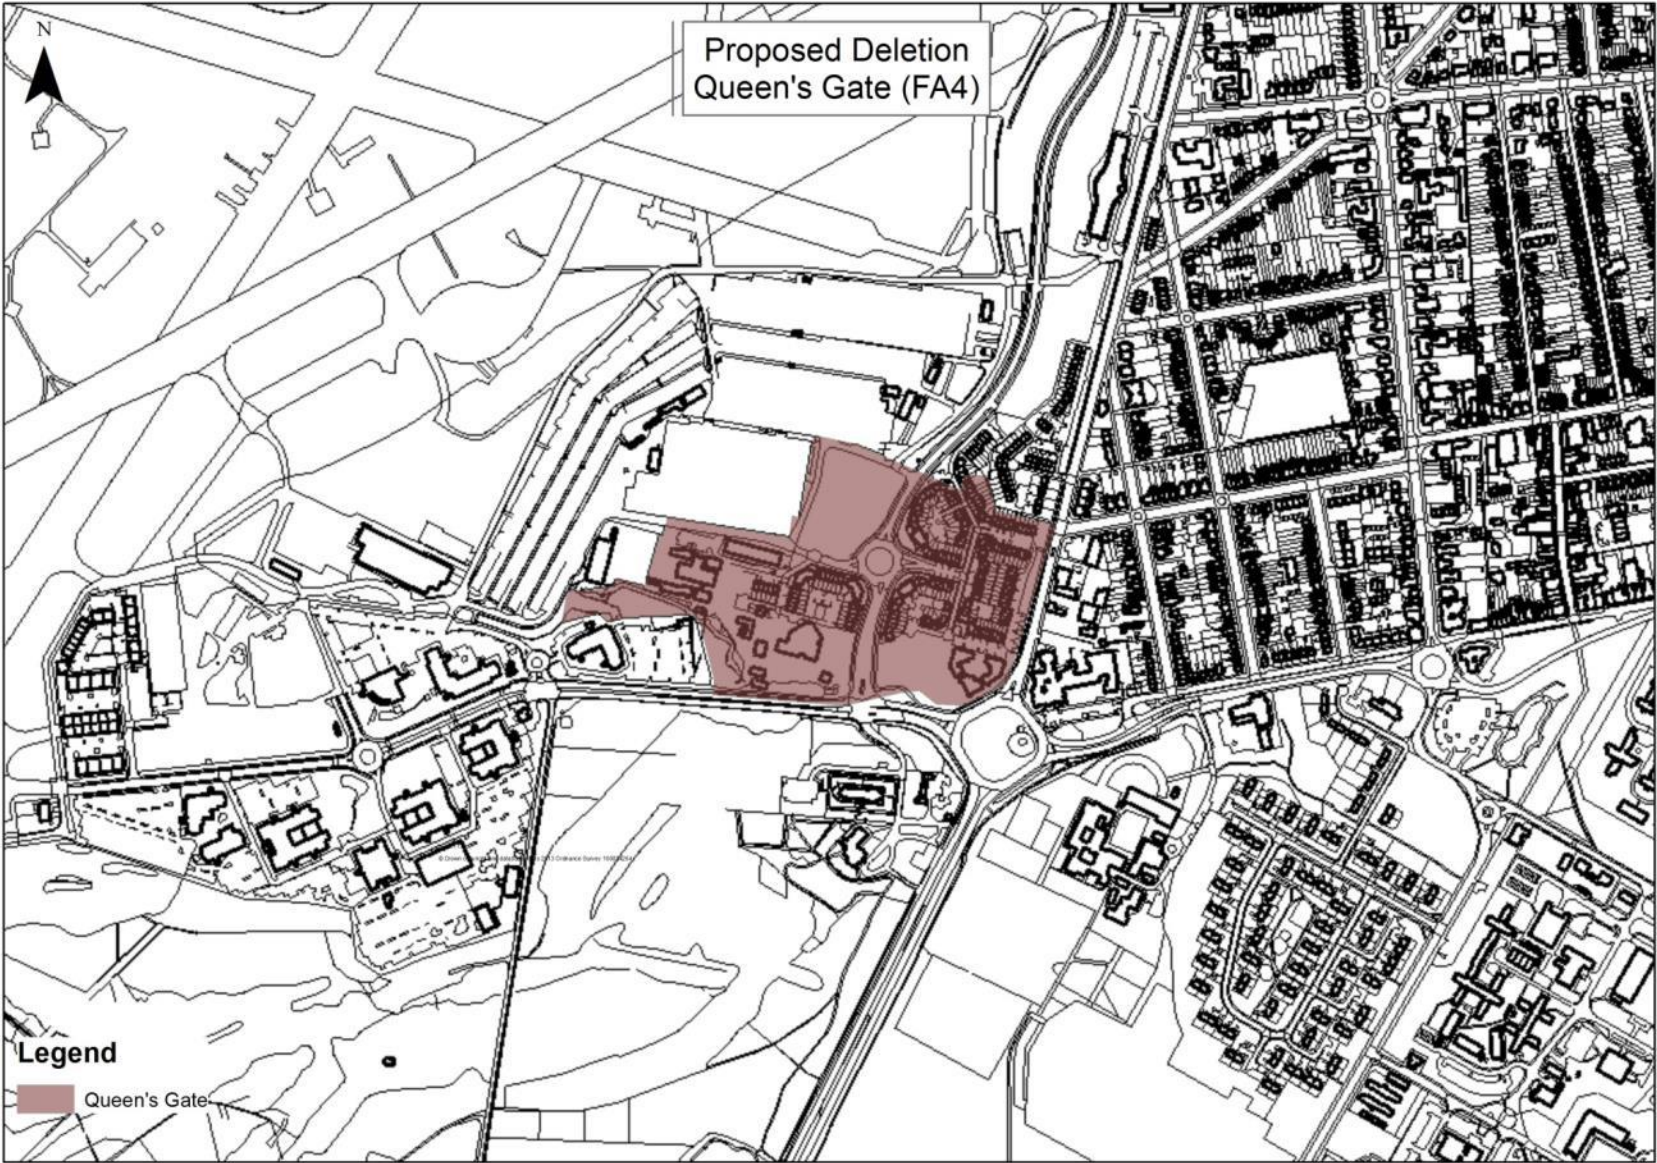 N
Proposed Deletion
Queen's Gate (FA4)
Legend
Queen's Gate